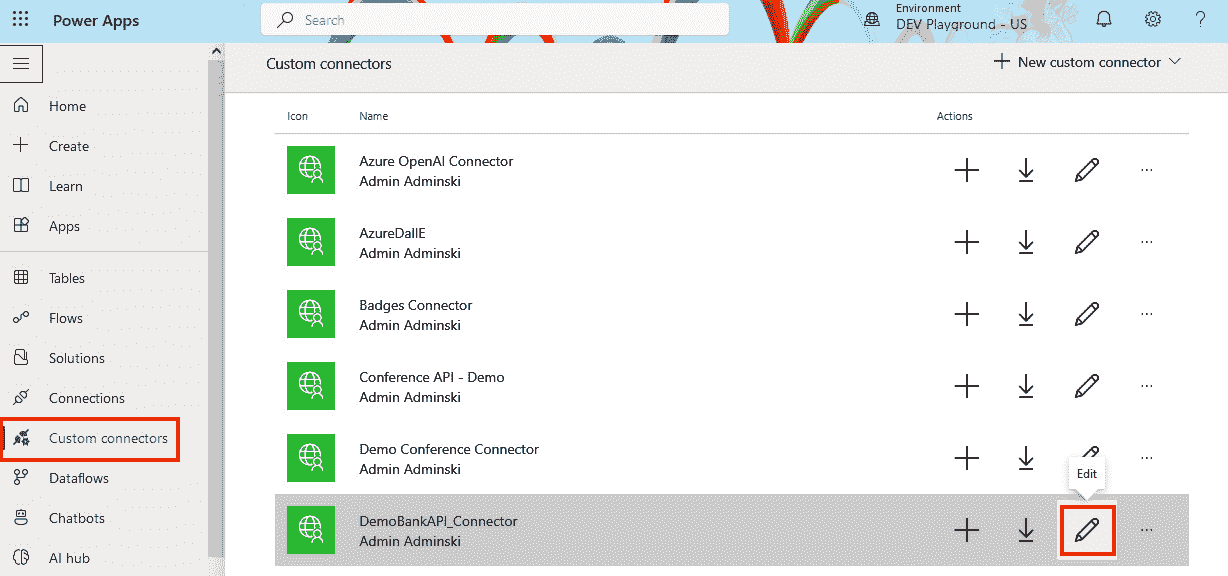 Power Apps
Search
Environment
DEV Playground - US
?
Home
Create
Learn
Apps
Tables
Flows
Solutions
Connections
Custom connectors
Dataflows
Chatbots
AI hub
Custom connectors
New custom connector
Icon Name Actions
Azure OpenAI Connector
Admin Adminski
AzureDallE
Admin Adminski
Badges Connector
Admin Adminski
Conference API - Demo
Admin Adminski
Demo Conference Connector
Admin Adminski
Edit
DemoBankAPI_Connector
Admin Adminski